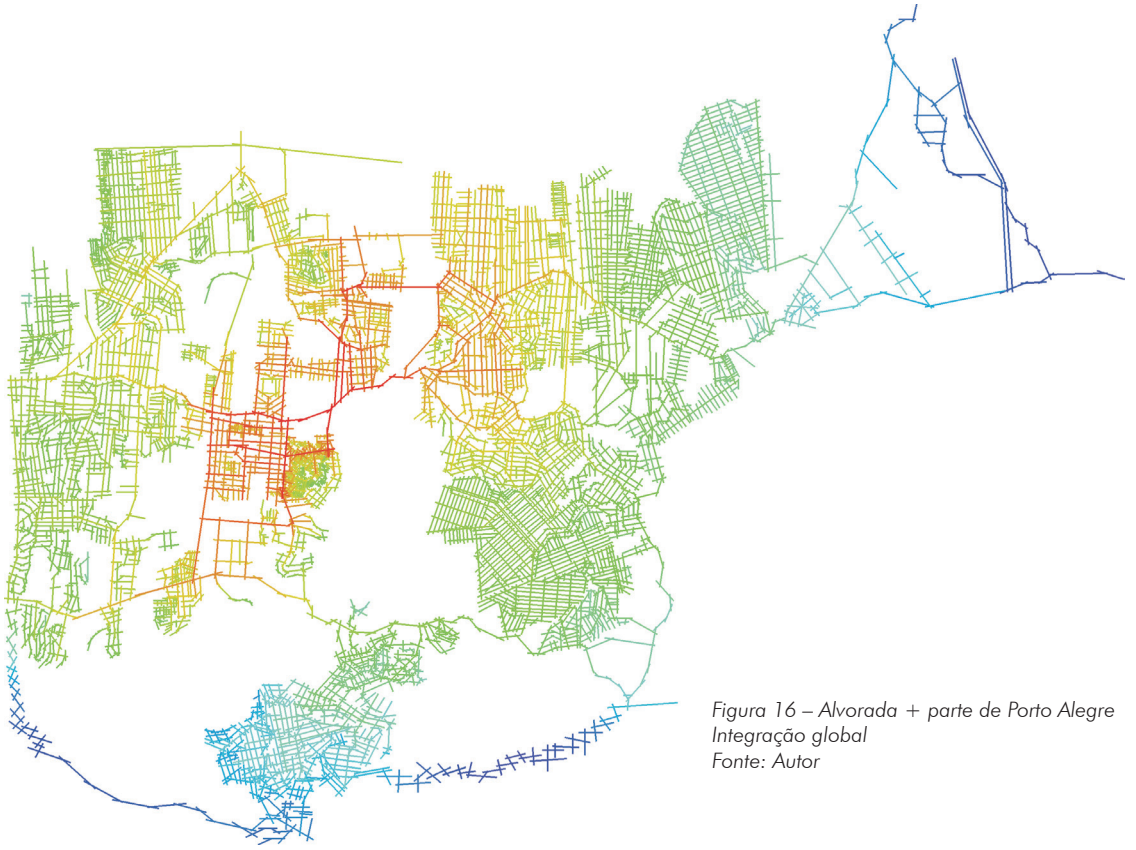 Figura 16 – Alvorada + parte de Porto Alegre
Integração global
Fonte: Autor